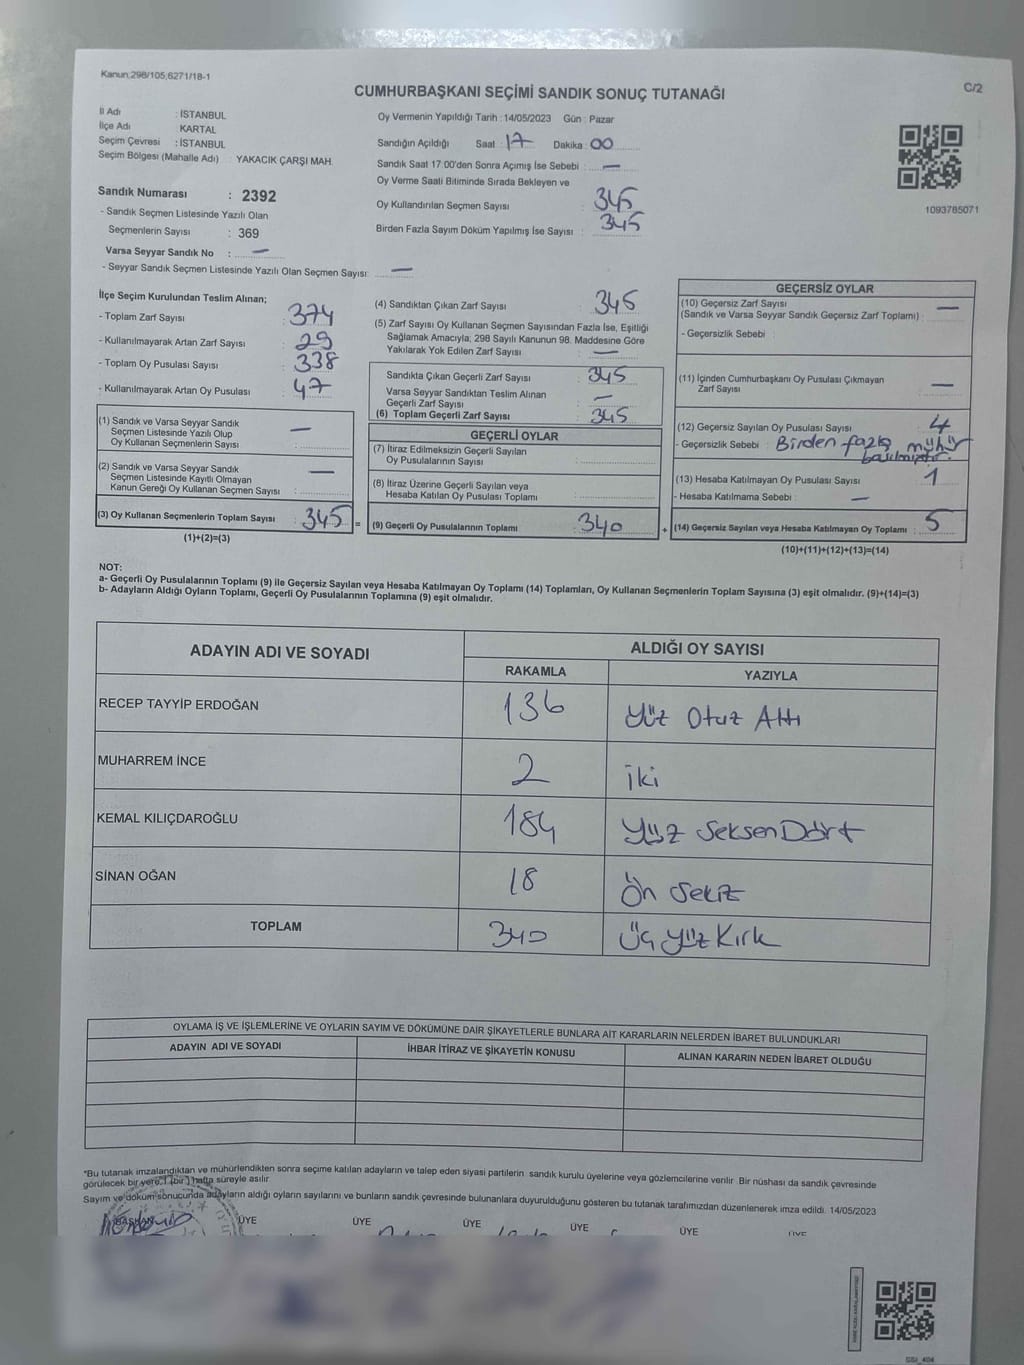 Kanun;298/105,6271/18-1
C/2
CUMHURBAŞKANI SEÇİMİ SANDIK SONUÇ TUTANAĞI
İl Adı : İSTANBUL
İlçe Adı : KARTAL
Seçim Çevresi : İSTANBUL
Seçim Bölgesi (Mahalle Adı) : YAKACIK ÇARŞI MAH.
Sandık Numarası : 2392
- Sandık Seçmen Listesinde Yazılı Olan
Seçmenlerin Sayısı : 369
Varsa Seyyar Sandık No : —
- Seyyar Sandık Seçmen Listesinde Yazılı Olan Seçmen Sayısı: —
Oy Vermenin Yapıldığı Tarih : 14/05/2023 Gün : Pazar
Sandığın Açıldığı Saat : 17 Dakika : 00
Sandık Saat 17:00'den Sonra Açımış İse Sebebi : —
Oy Verme Saati Bitiminde Sırada Bekleyen ve
Oy Kullandırılan Seçmen Sayısı : 345
Birden Fazla Sayım Döküm Yapılmış İse Sayısı : 345
1093785071
İlçe Seçim Kurulundan Teslim Alınan;
- Toplam Zarf Sayısı : 374
- Kullanılmayarak Artan Zarf Sayısı : 29
- Toplam Oy Pusulası Sayısı : 338
- Kullanılmayarak Artan Oy Pusulası : 47
(1) Sandık ve Varsa Seyyar Sandık
Seçmen Listesinde Yazılı Olup
Oy Kullanan Seçmenlerin Sayısı : —
(2) Sandık ve Varsa Seyyar Sandık
Seçmen Listesinde Kayıtlı Olmayan
Kanun Gereği Oy Kullanan Seçmen Sayısı : —
(3) Oy Kullanan Seçmenlerin Toplam Sayısı : 345 =
(1)+(2)=(3)
(4) Sandıktan Çıkan Zarf Sayısı : 345
(5) Zarf Sayısı Oy Kullanan Seçmen Sayısından Fazla İse, Eşitliği
Sağlamak Amacıyla; 298 Sayılı Kanunun 98. Maddesine Göre
Yakılarak Yok Edilen Zarf Sayısı : —
Sandıkta Çıkan Geçerli Zarf Sayısı : 345
Varsa Seyyar Sandıktan Teslim Alınan
Geçerli Zarf Sayısı : —
(6) Toplam Geçerli Zarf Sayısı : 345
GEÇERLİ OYLAR
(7) İtiraz Edilmeksizin Geçerli Sayılan
Oy Pusulalarının Sayısı :
(8) İtiraz Üzerine Geçerli Sayılan veya
Hesaba Katılan Oy Pusulası Toplamı :
(9) Geçerli Oy Pusulalarının Toplamı : 340 +
GEÇERSİZ OYLAR
(10) Geçersiz Zarf Sayısı
(Sandık ve Varsa Seyyar Sandık Geçersiz Zarf Toplamı) : —
- Geçersizlik Sebebi :
(11) İçinden Cumhurbaşkanı Oy Pusulası Çıkmayan
Zarf Sayısı : —
(12) Geçersiz Sayılan Oy Pusulası Sayısı : 4
- Geçersizlik Sebebi : Birden fazla mühür
basılmıştır.
(13) Hesaba Katılmayan Oy Pusulası Sayısı : 1
- Hesaba Katılmama Sebebi : —
(14) Geçersiz Sayılan veya Hesaba Katılmayan Oy Toplamı : 5
(10)+(11)+(12)+(13)=(14)
NOT:
a- Geçerli Oy Pusulalarının Toplamı (9) ile Geçersiz Sayılan veya Hesaba Katılmayan Oy Toplamı (14) Toplamları, Oy Kullanan Seçmenlerin Toplam Sayısına (3) eşit olmalıdır. (9)+(14)=(3)
b- Adayların Aldığı Oyların Toplamı, Geçerli Oy Pusulalarının Toplamına (9) eşit olmalıdır.
ADAYIN ADI VE SOYADI ALDIĞI OY SAYISI
RAKAMLA YAZIYLA
RECEP TAYYİP ERDOĞAN 136 Yüz Otuz Altı
MUHARREM İNCE 2 İki
KEMAL KILIÇDAROĞLU 184 Yüz SeksenDört
SİNAN OĞAN 18 Ön Sekiz
TOPLAM 340 Üç YüzKırk
OYLAMA İŞ VE İŞLEMLERİNE VE OYLARIN SAYIM VE DÖKÜMÜNE DAİR ŞİKAYETLERLE BUNLARA AİT KARARLARIN NELERDEN İBARET BULUNDUKLARI
ADAYIN ADI VE SOYADI İHBAR İTİRAZ VE ŞİKAYETİN KONUSU ALINAN KARARIN NEDEN İBARET OLDUĞU
*Bu tutanak imzalandıktan ve mühürlendikten sonra seçime katılan adayların ve talep eden siyasi partilerin sandık kurulu üyelerine veya gözlemcilerine verilir. Bir nüshası da sandık çevresinde
görülecek bir yere, 1 (bir) hafta süreyle asılır.
Sayım ve döküm sonucunda adayların aldığı oyların sayılarını ve bunların sandık çevresinde bulunanlara duyurulduğunu gösteren bu tutanak tarafımızdan düzenlenerek imza edildi. 14/05/2023
BAŞKAN ÜYE ÜYE ÜYE ÜYE ÜYE ÜYE